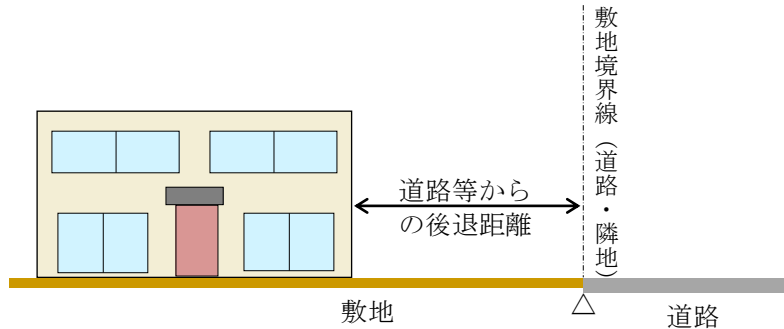 敷地境界線（道路・隣地）
道路等から
の後退距離
敷地
道路